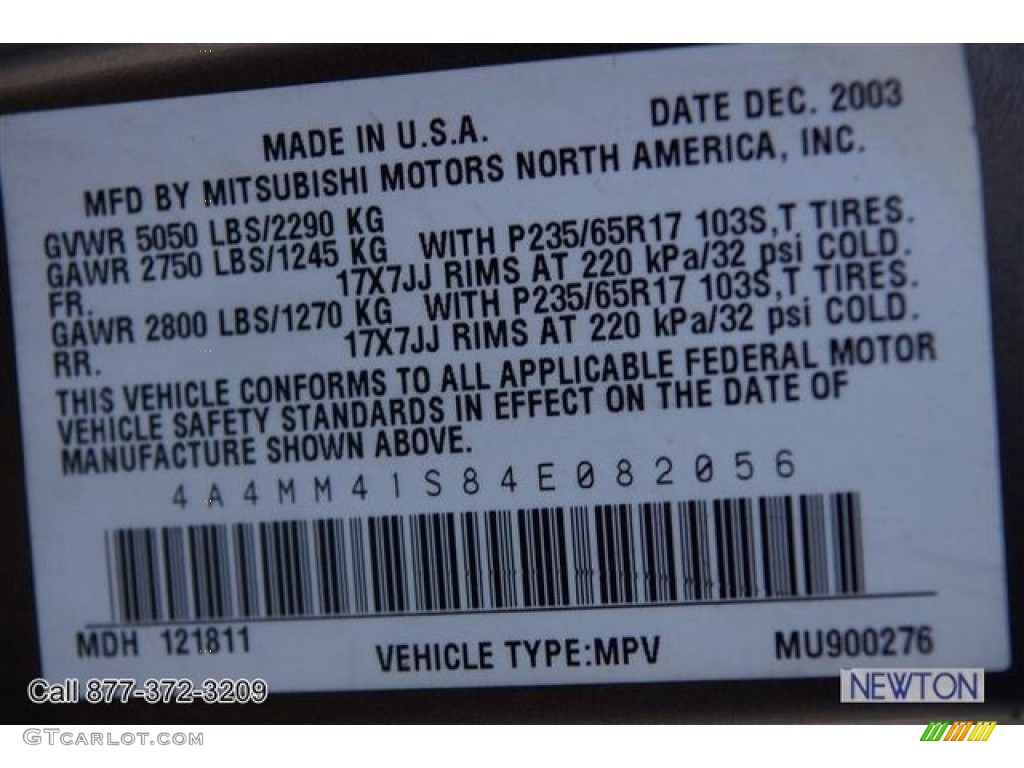 DATE DEC. 2003
MADE IN U.S.A.
MFD BY MITSUBISHI MOTORS NORTH AMERICA, INC.
GVWR 5050 LBS/2290 KG
GAWR 2750 LBS/1245 KG WITH P235/65R17 103S,T TIRES.
FR. 17X7JJ RIMS AT 220 kPa/32 psi COLD.
GAWR 2800 LBS/1270 KG WITH P235/65R17 103S,T TIRES.
RR. 17X7JJ RIMS AT 220 kPa/32 psi COLD.
THIS VEHICLE CONFORMS TO ALL APPLICABLE FEDERAL MOTOR
VEHICLE SAFETY STANDARDS IN EFFECT ON THE DATE OF
MANUFACTURE SHOWN ABOVE.
4A4MM41S84E082056
MDH 121811 VEHICLE TYPE:MPV MU900276
Call 877-372-3209 NEWTON
GTCARLOT.COM